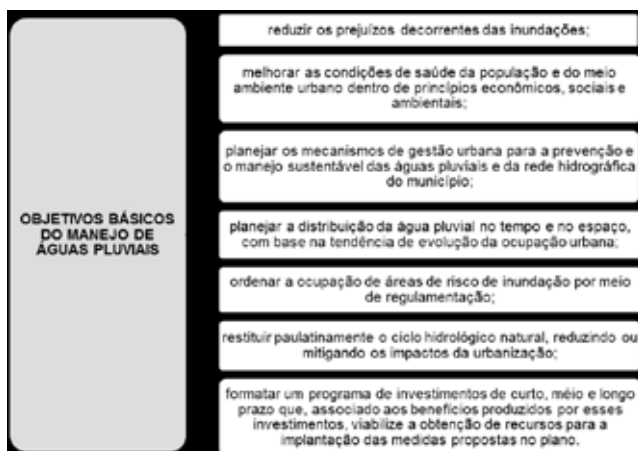 OBJETIVOS BÁSICOS
DO MANEJO DE
ÁGUAS PLUVIAIS
reduzir os prejuízos decorrentes das inundações;
melhorar as condições de saúde da população e do meio
ambiente urbano dentro de princípios econômicos, sociais e
ambientais;
planejar os mecanismos de gestão urbana para a prevenção e
o manejo sustentável das águas pluviais e da rede hidrográfica
do município;
planejar a distribuição da água pluvial no tempo e no espaço,
com base na tendência de evolução da ocupação urbana;
ordenar a ocupação de áreas de risco de inundação por meio
de regulamentação;
restituir paulatinamente o ciclo hidrológico natural, reduzindo ou
mitigando os impactos da urbanização;
formatar um programa de investimentos de curto, méio e longo
prazo que, associado aos benefícios produzidos por esses
investimentos, viabilize a obtenção de recursos para a
implantação das medidas propostas no plano.